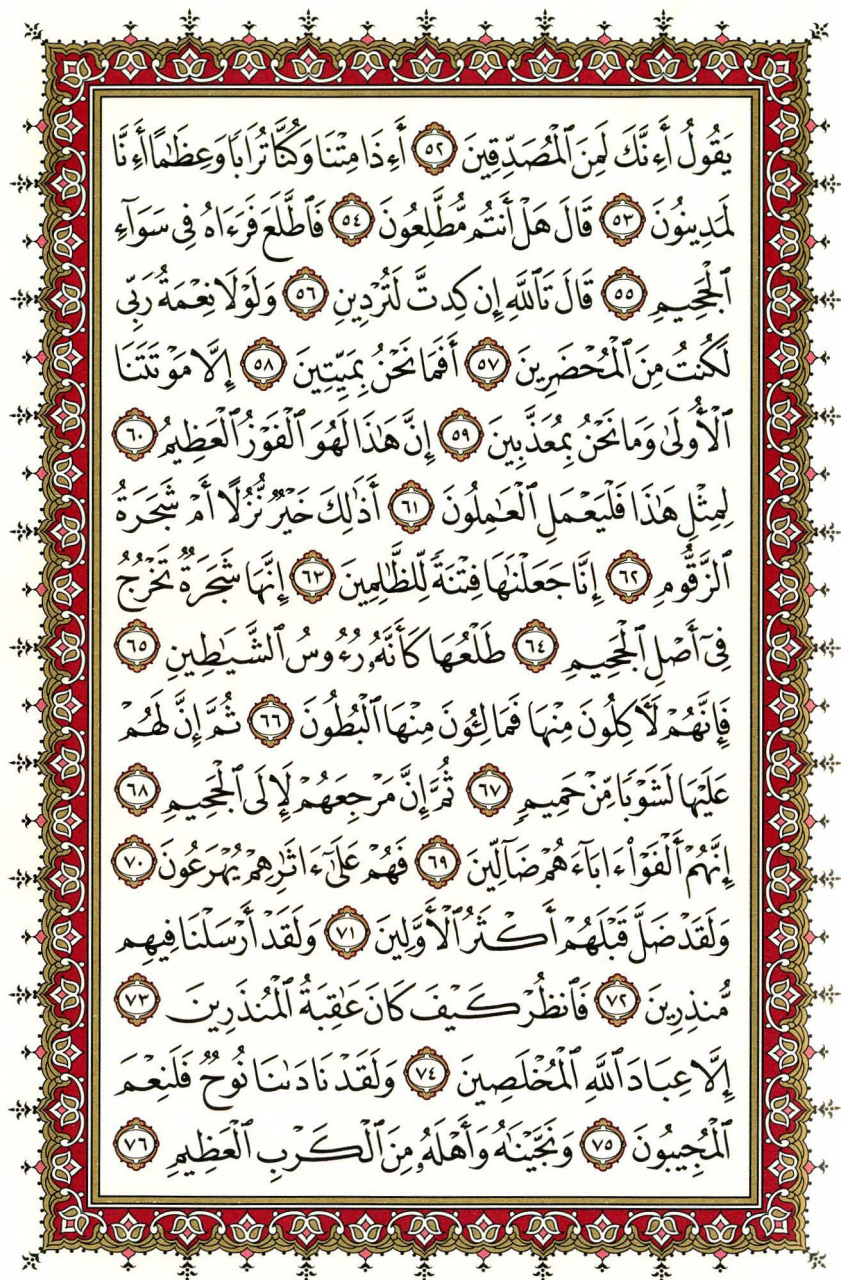 يَقُولُ أَءِنَّكَ لَمِنَ ٱلْمُصَدِّقِينَ ٥٢ أَءِذَا مِتْنَا وَكُنَّا تُرَابًا وَعِظَٰمًا أَءِنَّا
لَمَدِينُونَ ٥٣ قَالَ هَلْ أَنتُم مُّطَّلِعُونَ ٥٤ فَٱطَّلَعَ فَرَءَاهُ فِى سَوَآءِ
ٱلْجَحِيمِ ٥٥ قَالَ تَٱللَّهِ إِن كِدتَّ لَتُرْدِينِ ٥٦ وَلَوْلَا نِعْمَةُ رَبِّى
لَكُنتُ مِنَ ٱلْمُحْضَرِينَ ٥٧ أَفَمَا نَحْنُ بِمَيِّتِينَ ٥٨ إِلَّا مَوْتَتَنَا
ٱلْأُولَىٰ وَمَا نَحْنُ بِمُعَذَّبِينَ ٥٩ إِنَّ هَٰذَا لَهُوَ ٱلْفَوْزُ ٱلْعَظِيمُ ٦٠
لِمِثْلِ هَٰذَا فَلْيَعْمَلِ ٱلْعَٰمِلُونَ ٦١ أَذَٰلِكَ خَيْرٌ نُّزُلًا أَمْ شَجَرَةُ
ٱلزَّقُّومِ ٦٢ إِنَّا جَعَلْنَٰهَا فِتْنَةً لِّلظَّٰلِمِينَ ٦٣ إِنَّهَا شَجَرَةٌ تَخْرُجُ
فِىٓ أَصْلِ ٱلْجَحِيمِ ٦٤ طَلْعُهَا كَأَنَّهُۥ رُءُوسُ ٱلشَّيَٰطِينِ ٦٥
فَإِنَّهُمْ لَـَٔاكِلُونَ مِنْهَا فَمَالِـُٔونَ مِنْهَا ٱلْبُطُونَ ٦٦ ثُمَّ إِنَّ لَهُمْ
عَلَيْهَا لَشَوْبًا مِّنْ حَمِيمٍ ٦٧ ثُمَّ إِنَّ مَرْجِعَهُمْ لَإِلَى ٱلْجَحِيمِ ٦٨
إِنَّهُمْ أَلْفَوْا۟ ءَابَآءَهُمْ ضَآلِّينَ ٦٩ فَهُمْ عَلَىٰٓ ءَاثَٰرِهِمْ يُهْرَعُونَ ٧٠
وَلَقَدْ ضَلَّ قَبْلَهُمْ أَكْثَرُ ٱلْأَوَّلِينَ ٧١ وَلَقَدْ أَرْسَلْنَا فِيهِم
مُّنذِرِينَ ٧٢ فَٱنظُرْ كَيْفَ كَانَ عَٰقِبَةُ ٱلْمُنذَرِينَ ٧٣
إِلَّا عِبَادَ ٱللَّهِ ٱلْمُخْلَصِينَ ٧٤ وَلَقَدْ نَادَىٰنَا نُوحٌ فَلَنِعْمَ
ٱلْمُجِيبُونَ ٧٥ وَنَجَّيْنَٰهُ وَأَهْلَهُۥ مِنَ ٱلْكَرْبِ ٱلْعَظِيمِ ٧٦